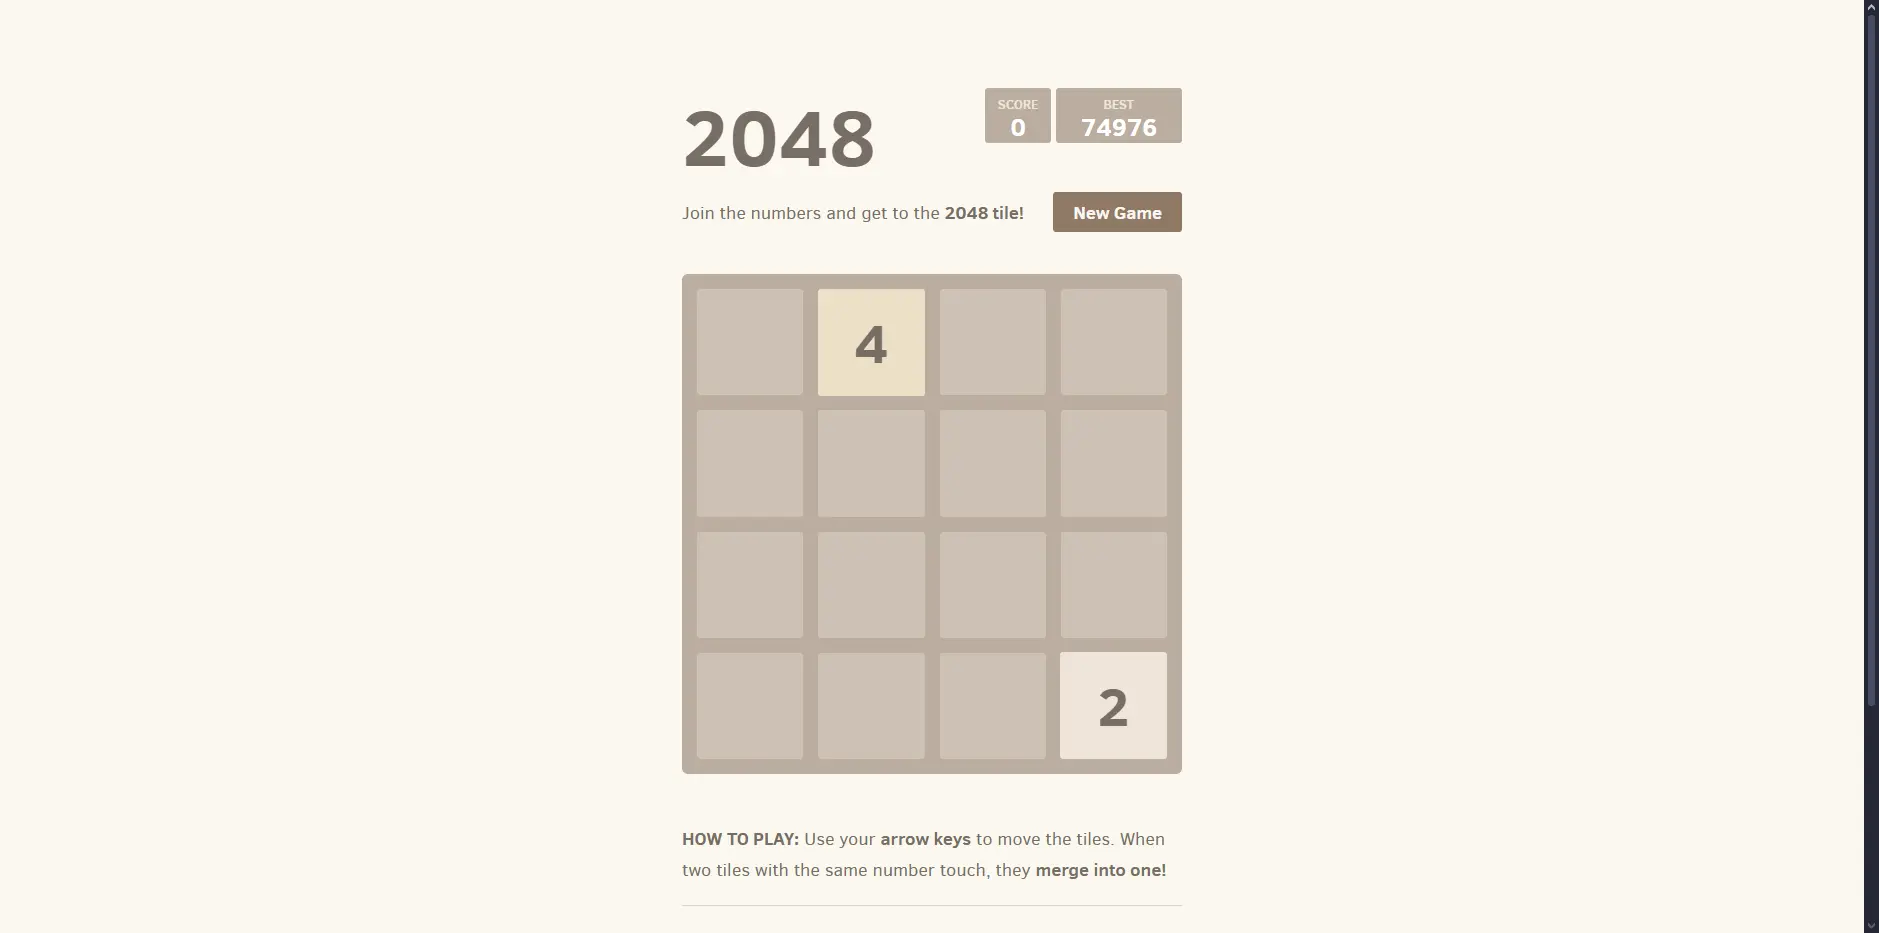 2048
SCORE
0
BEST
74976
Join the numbers and get to the 2048 tile!
New Game
4
2
HOW TO PLAY: Use your arrow keys to move the tiles. When
two tiles with the same number touch, they merge into one!